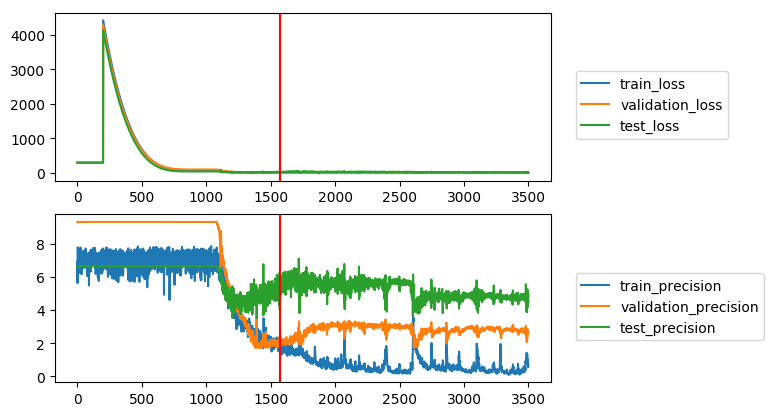 4000
3000
2000
1000
0
0 500 1000 1500 2000 2500 3000 3500
train_loss
validation_loss
test_loss
8
6
4
2
0
0 500 1000 1500 2000 2500 3000 3500
train_precision
validation_precision
test_precision